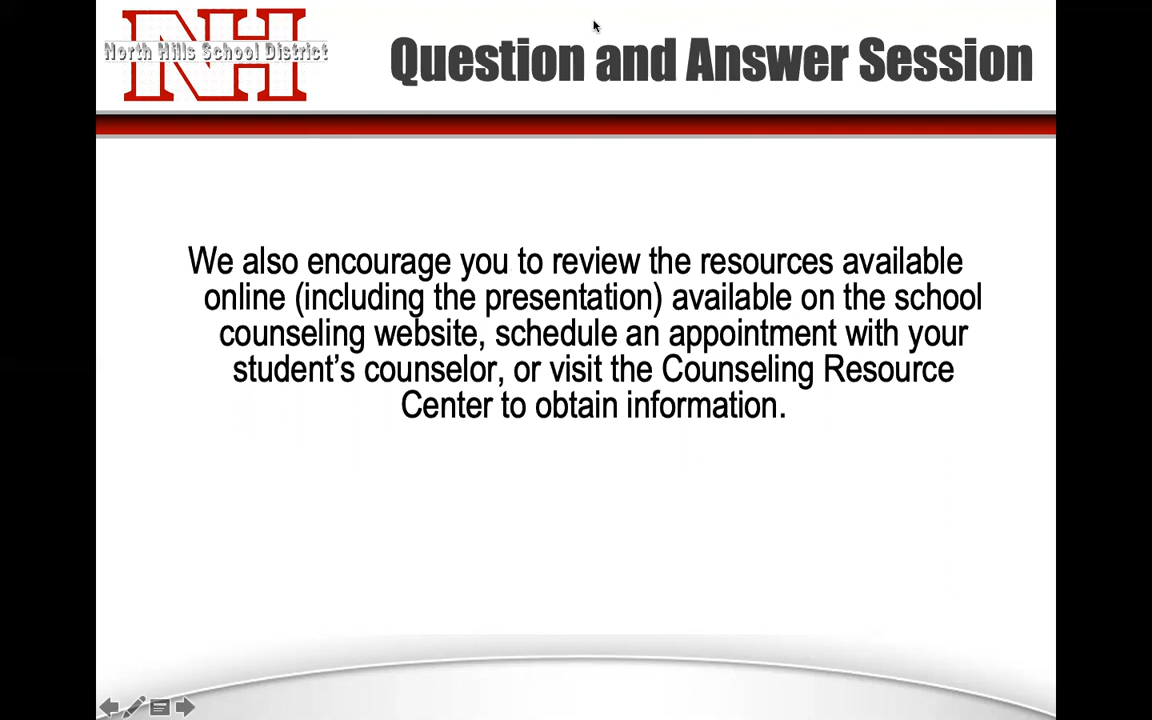 NH
North Hills School District
Question and Answer Session
We also encourage you to review the resources available
online (including the presentation) available on the school
counseling website, schedule an appointment with your
student’s counselor, or visit the Counseling Resource
Center to obtain information.